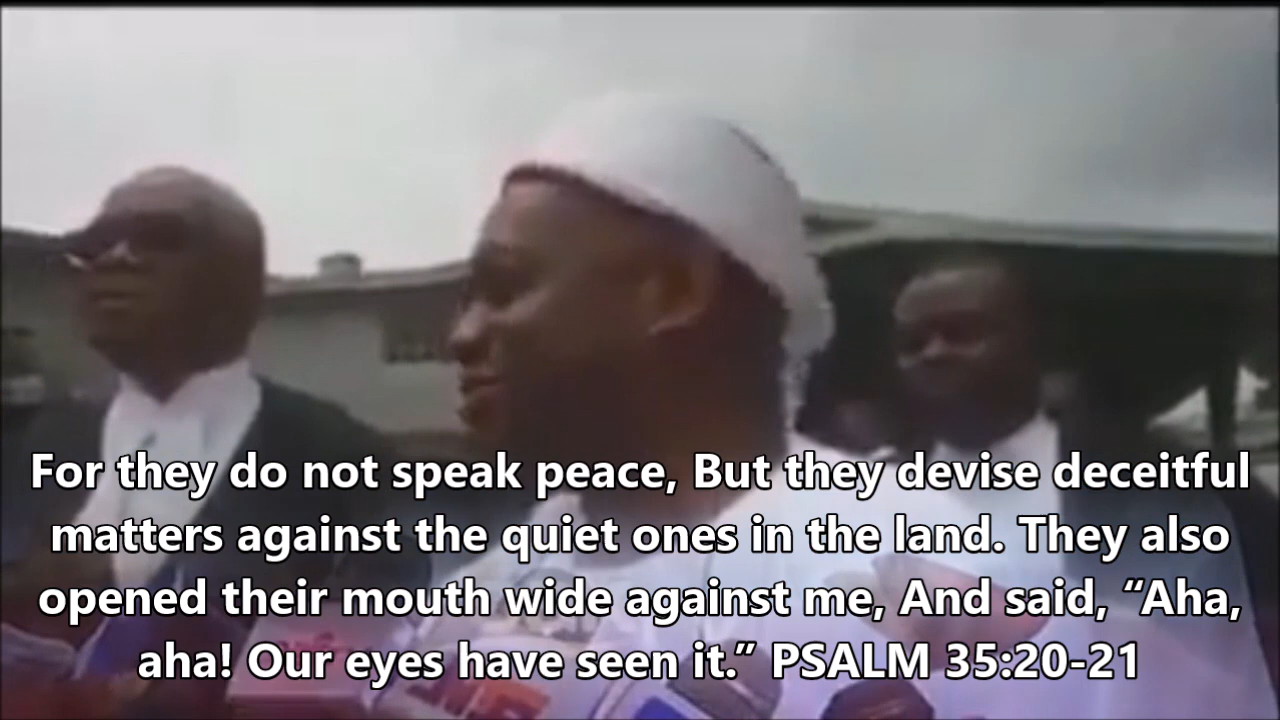 For they do not speak peace, But they devise deceitful
matters against the quiet ones in the land. They also
opened their mouth wide against me, And said, “Aha,
aha! Our eyes have seen it.” PSALM 35:20-21